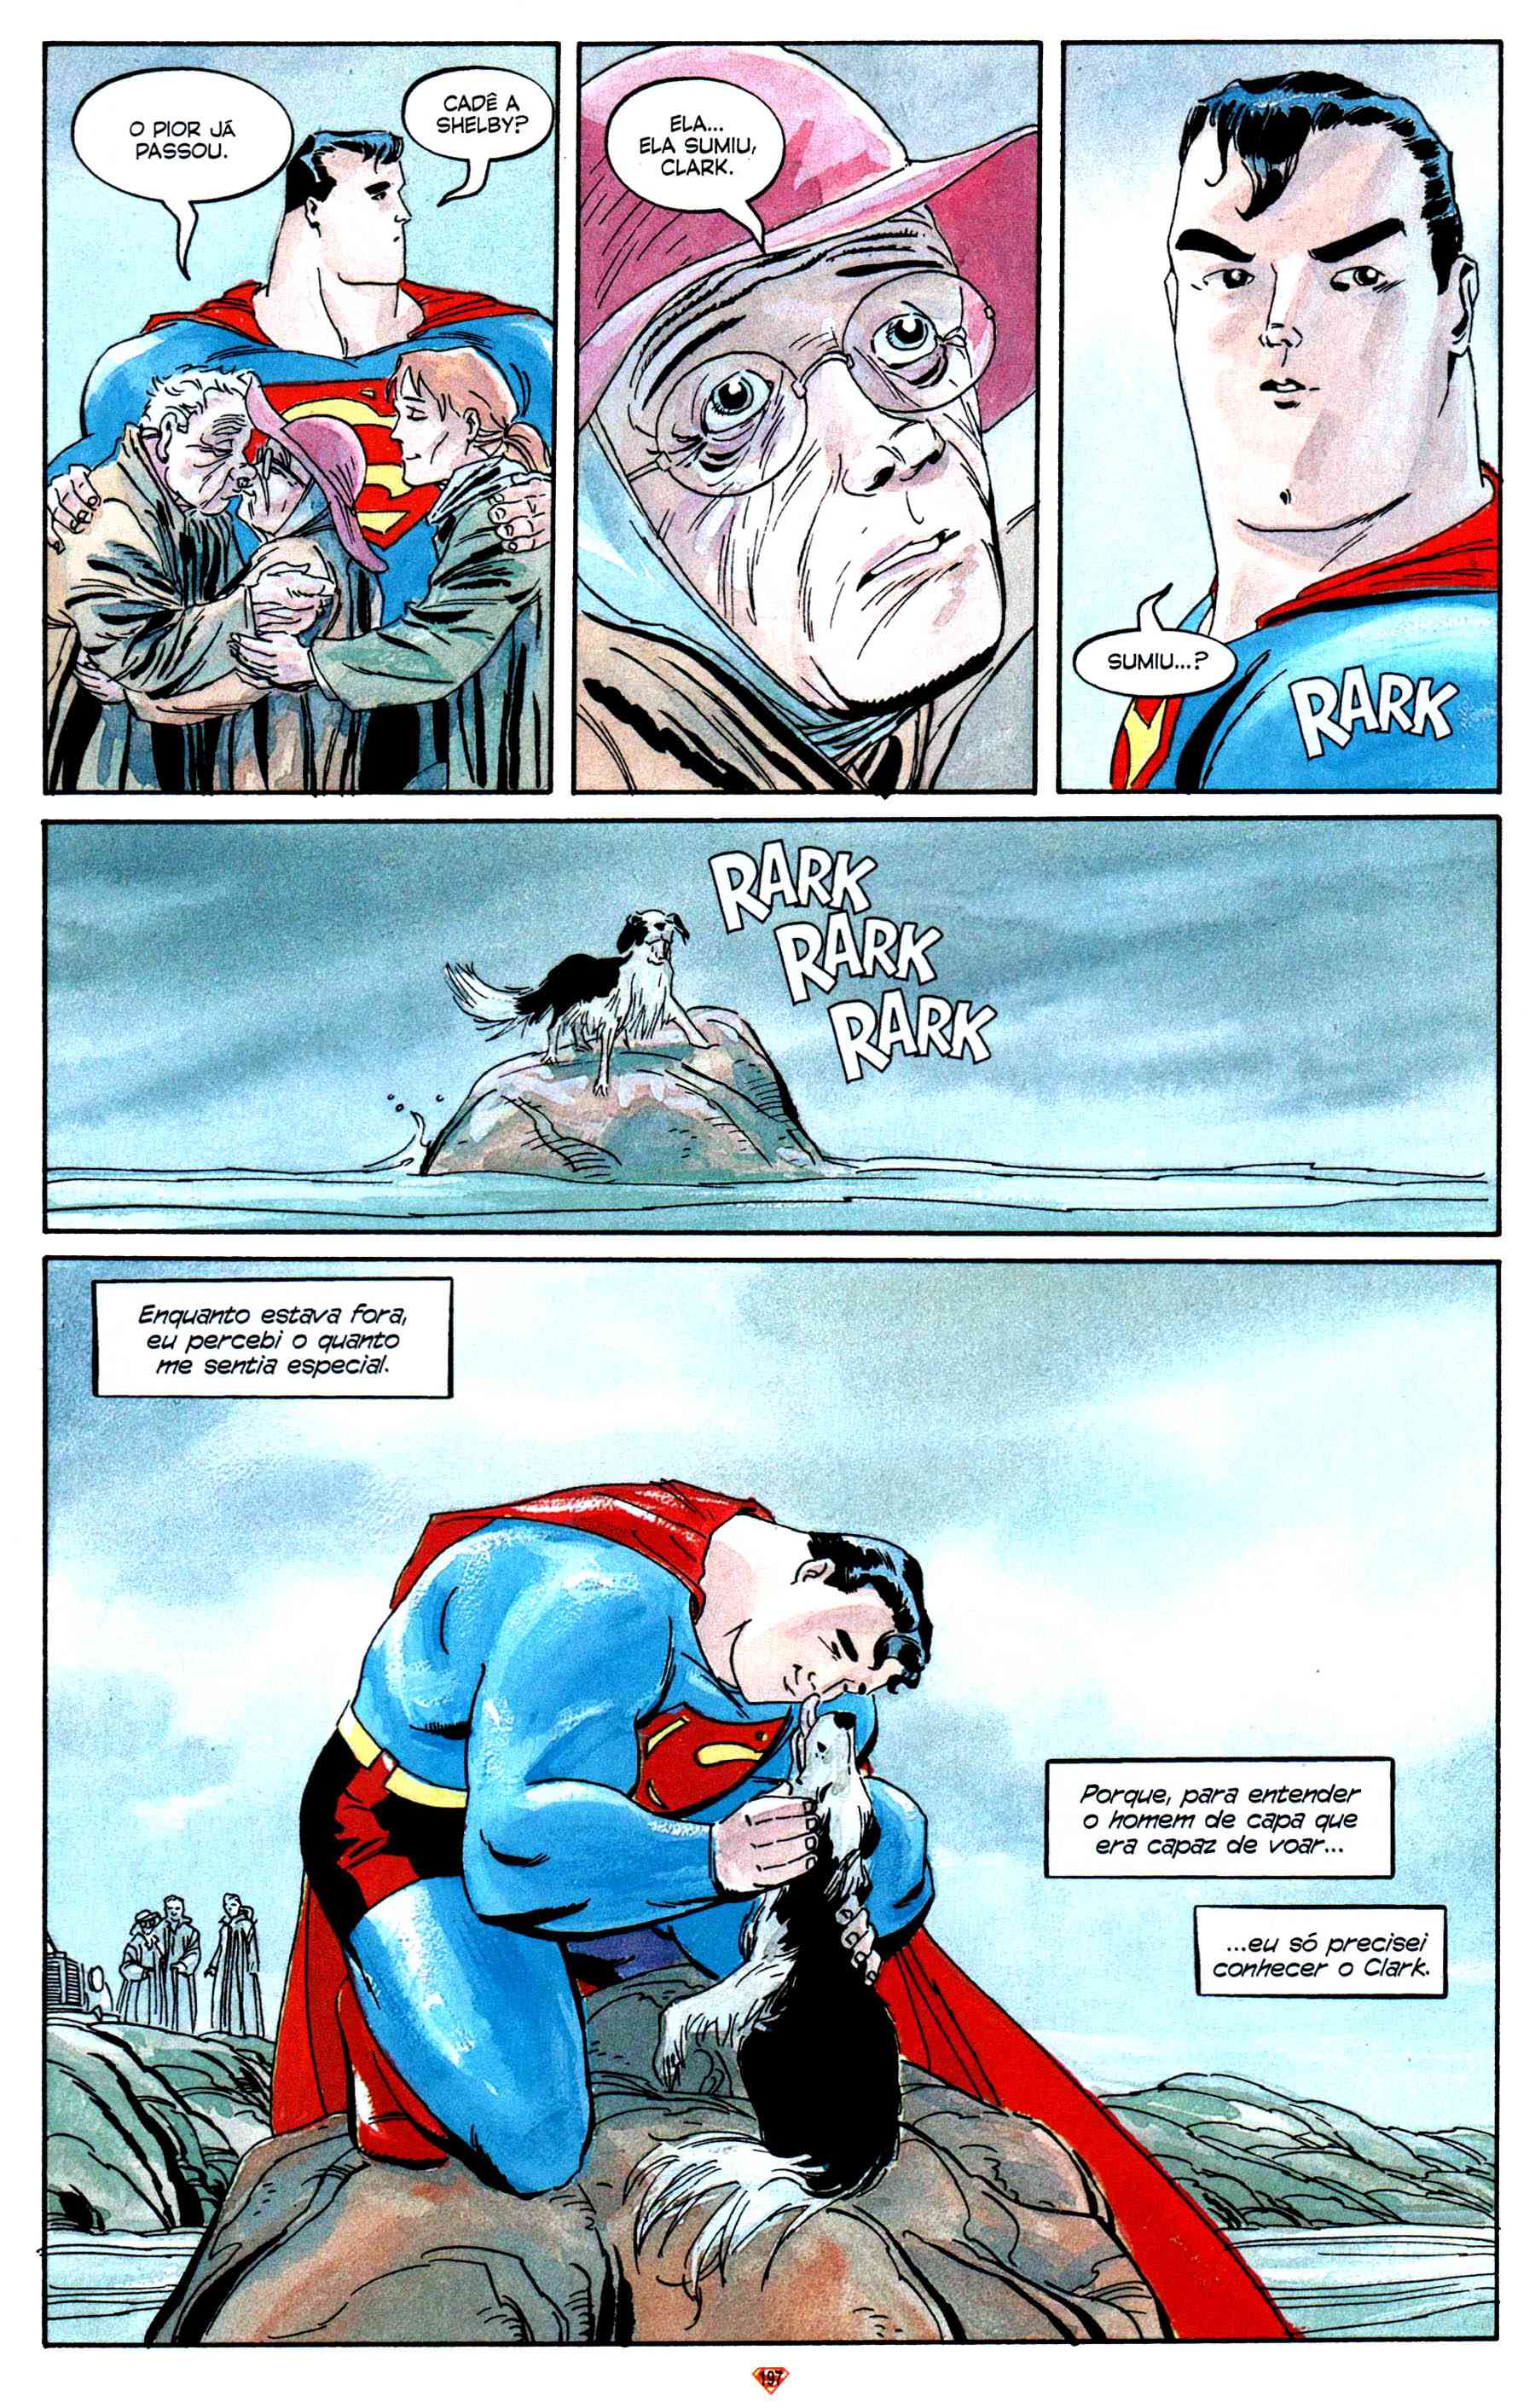 O PIOR JÁ
PASSOU.
CADÊ A
SHELBY?
ELA...
ELA SUMIU,
CLARK.
SUMIU...?
RARK
RARK
RARK
RARK
Enquanto estava fora,
eu percebi o quanto
me sentia especial.
Porque, para entender
o homem de capa que
era capaz de voar...
...eu só precisei
conhecer o Clark.
197